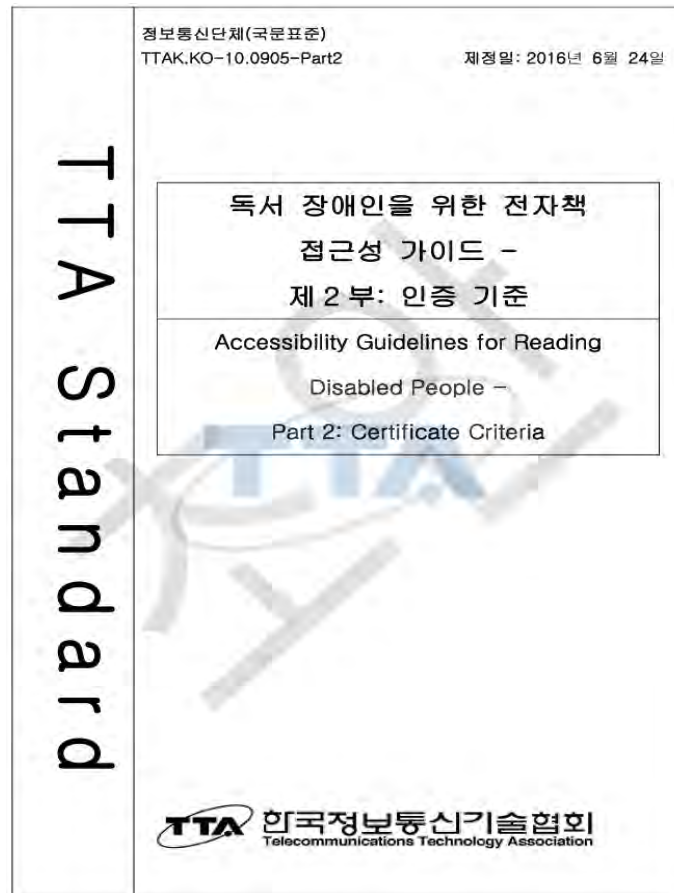 정보통신단체(국문표준)
TTAK.KO-10.0905-Part2 제정일: 2016년 6월 24일
TTA Standard
독서 장애인을 위한 전자책
접근성 가이드 -
제 2 부: 인증 기준
Accessibility Guidelines for Reading
Disabled People -
Part 2: Certificate Criteria
TTA
TTA 한국정보통신기술협회
Telecommunications Technology Association